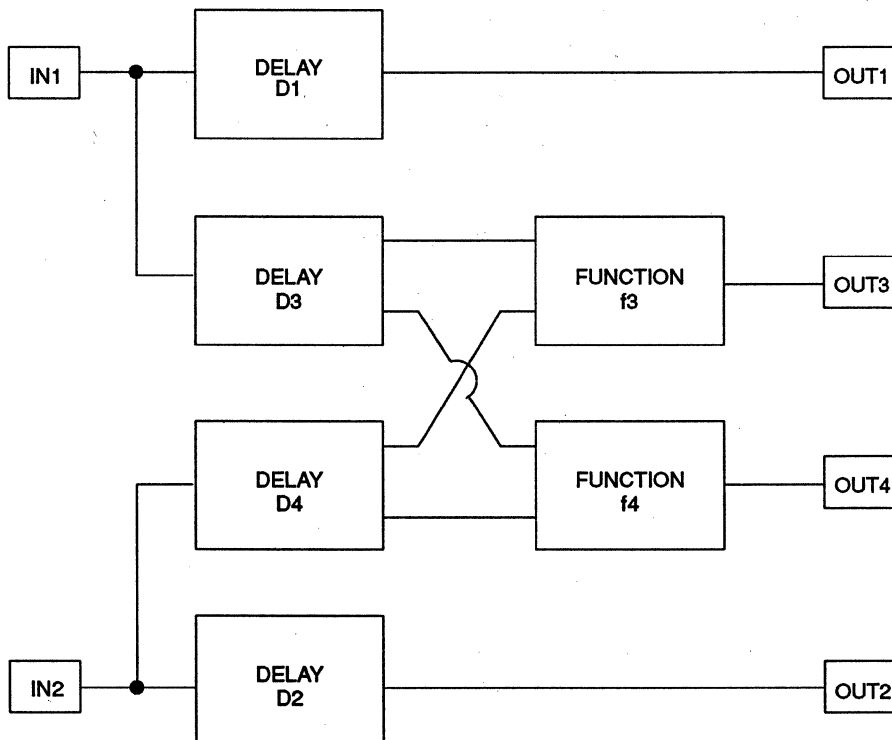 IN1
DELAY
D1
OUT1
DELAY
D3
FUNCTION
f3
OUT3
DELAY
D4
FUNCTION
f4
OUT4
IN2
DELAY
D2
OUT2